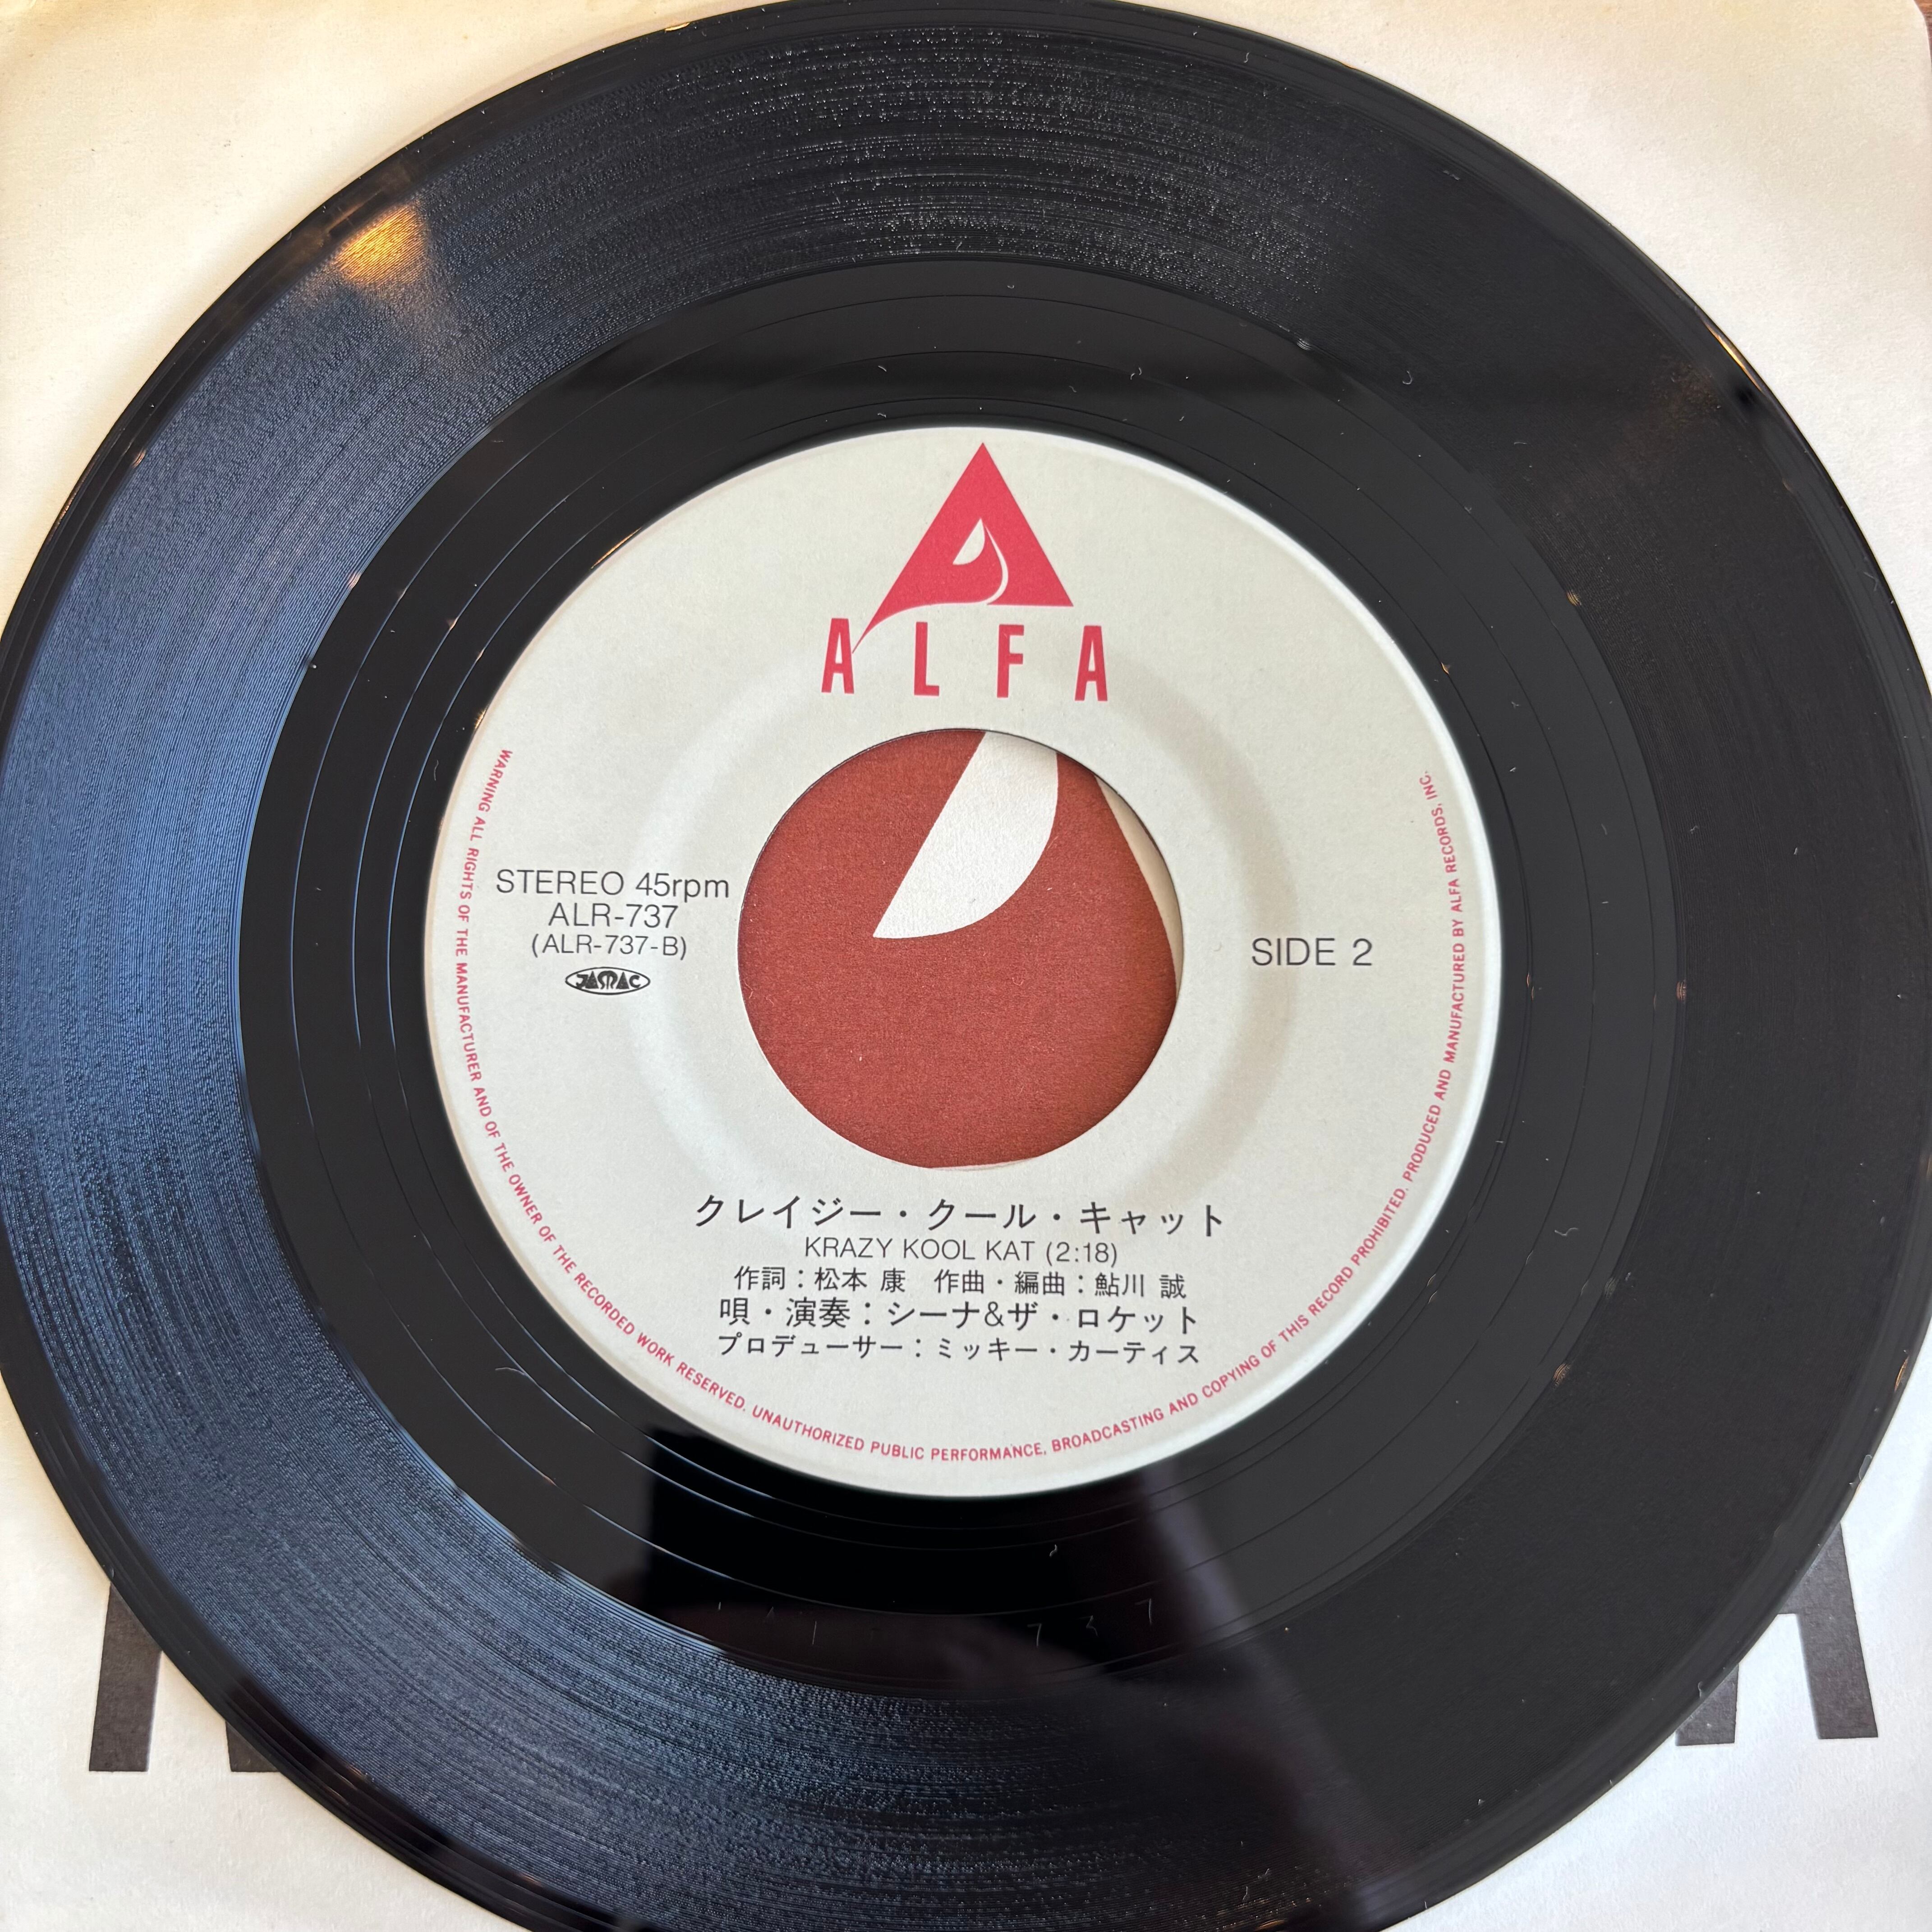 ALFA
STEREO 45rpm
ALR-737
(ALR-737-B)
JASRAC
SIDE 2
クレイジー・クール・キャット
KRAZY KOOL KAT (2:18)
作詞：松本 康　作曲・編曲：鮎川 誠
唄・演奏：シーナ&ザ・ロケット
プロデューサー：ミッキー・カーティス
WARNING ALL RIGHTS OF THE MANUFACTURER AND OF THE OWNER OF THE RECORDED WORK RESERVED. UNAUTHORIZED PUBLIC PERFORMANCE, BROADCASTING AND COPYING OF THIS RECORD PROHIBITED. PRODUCED AND MANUFACTURED BY ALFA RECORDS, INC.
737